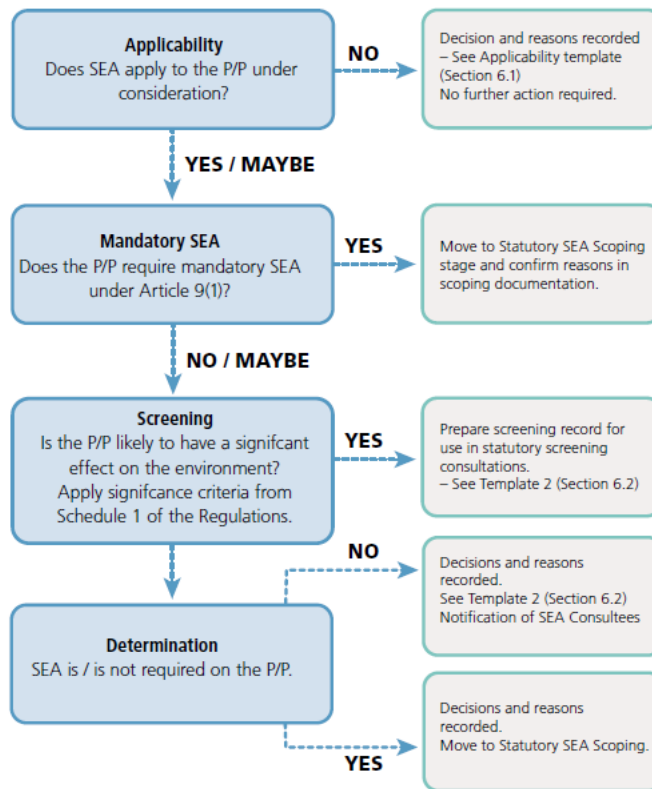 Applicability
Does SEA apply to the P/P under
consideration?
NO
Decision and reasons recorded
– See Applicability template
(Section 6.1)
No further action required.
YES / MAYBE
Mandatory SEA
Does the P/P require mandatory SEA
under Article 9(1)?
YES
Move to Statutory SEA Scoping
stage and confirm reasons in
scoping documentation.
NO / MAYBE
Screening
Is the P/P likely to have a signifcant
effect on the environment?
Apply signifcance criteria from
Schedule 1 of the Regulations.
YES
Prepare screening record for
use in statutory screening
consultations.
– See Template 2 (Section 6.2)
Determination
SEA is / is not required on the P/P.
NO
Decisions and reasons
recorded.
See Template 2 (Section 6.2)
Notification of SEA Consultees
YES
Decisions and reasons
recorded.
Move to Statutory SEA Scoping.